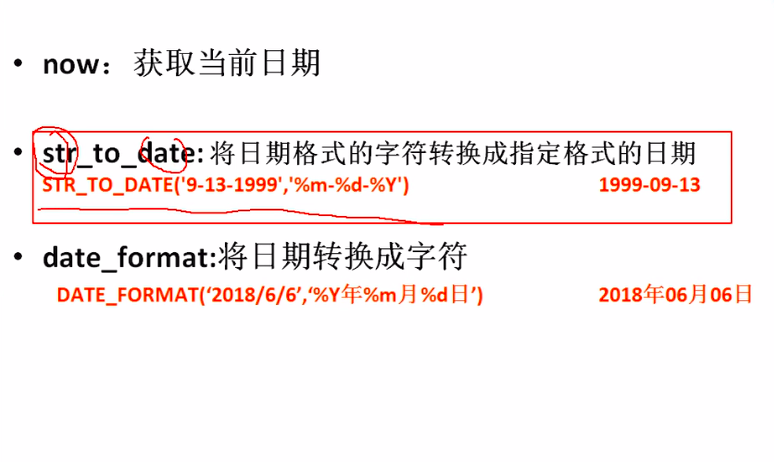 • now：获取当前日期
• str_to_date: 将日期格式的字符转换成指定格式的日期
STR_TO_DATE('9-13-1999','%m-%d-%Y') 1999-09-13
• date_format:将日期转换成字符
DATE_FORMAT(‘2018/6/6’,‘%Y年%m月%d日’) 2018年06月06日